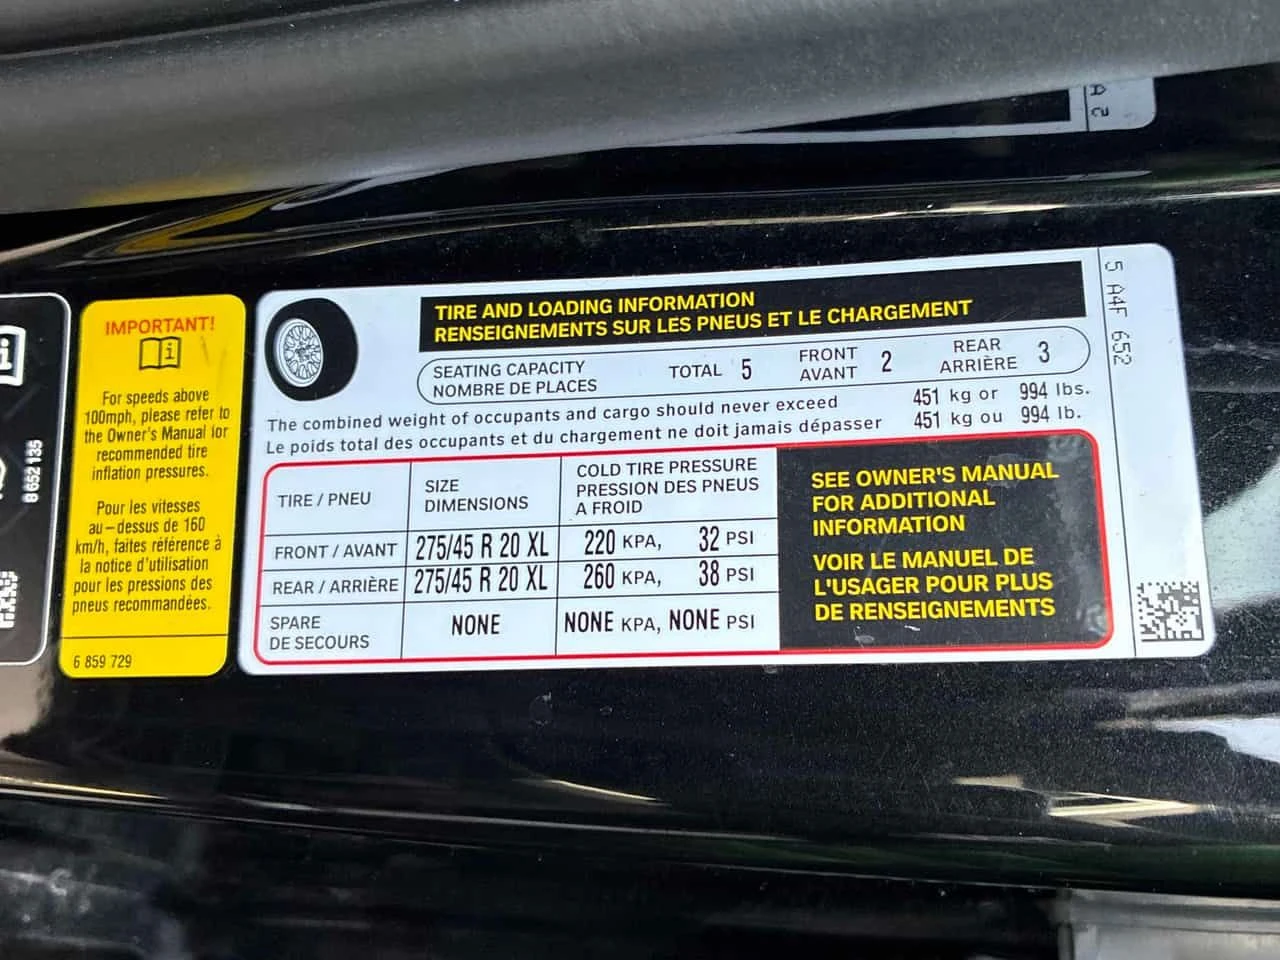 A 2
8652135
IMPORTANT!
For speeds above
100mph, please refer to
the Owner's Manual for
recommended tire
inflation pressures.
Pour les vitesses
au-dessus de 160
km/h, faites référence à
la notice d'utilisation
pour les pressions des
pneus recommandées.
6 859 729
TIRE AND LOADING INFORMATION
RENSEIGNEMENTS SUR LES PNEUS ET LE CHARGEMENT
SEATING CAPACITY
NOMBRE DE PLACES
TOTAL 5
FRONT
AVANT 2
REAR
ARRIÈRE 3
The combined weight of occupants and cargo should never exceed 451 kg or 994 lbs.
Le poids total des occupants et du chargement ne doit jamais dépasser 451 kg ou 994 lb.
TIRE / PNEU
SIZE
DIMENSIONS
COLD TIRE PRESSURE
PRESSION DES PNEUS
A FROID
FRONT / AVANT 275/45 R 20 XL 220 KPA, 32 PSI
REAR / ARRIÈRE 275/45 R 20 XL 260 KPA, 38 PSI
SPARE
DE SECOURS NONE NONE KPA, NONE PSI
SEE OWNER'S MANUAL
FOR ADDITIONAL
INFORMATION
VOIR LE MANUEL DE
L'USAGER POUR PLUS
DE RENSEIGNEMENTS
5 A4F 652